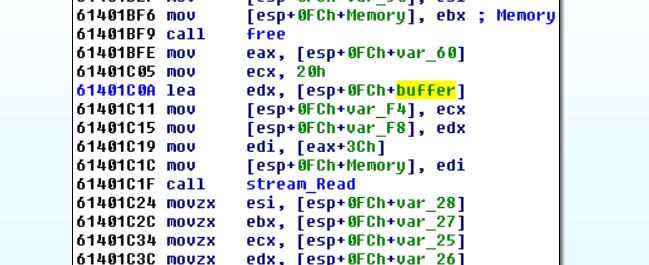 61401BF6 mov [esp+0FCh+Memory], ebx ; Memory
61401BF9 call free
61401BFE mov eax, [esp+0FCh+var_60]
61401C05 mov ecx, 20h
61401C0A lea edx, [esp+0FCh+buffer]
61401C11 mov [esp+0FCh+var_F4], ecx
61401C15 mov [esp+0FCh+var_F8], edx
61401C19 mov edi, [eax+3Ch]
61401C1C mov [esp+0FCh+Memory], edi
61401C1F call stream_Read
61401C24 movzx esi, [esp+0FCh+var_28]
61401C2C movzx ebx, [esp+0FCh+var_27]
61401C34 movzx ecx, [esp+0FCh+var_25]
61401C3C movzx edx, [esp+0FCh+var_26]